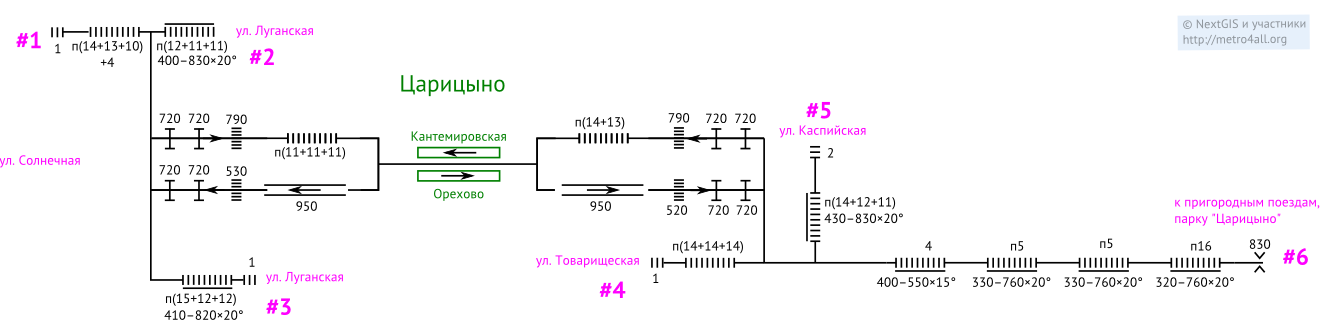 © NextGIS и участники
http://metro4all.org
#1
1
п(14+13+10)
+4
п(12+11+11)
400–830×20°
ул. Луганская
#2
Царицыно
#5
ул. Каспийская
2
720
720
790
п(11+11+11)
Кантемировская
п(14+13)
790
720
720
ул. Солнечная
720
720
530
950
Орехово
950
520
720
720
п(14+12+11)
430–830×20°
к пригородным поездам,
парку "Царицыно"
1
ул. Луганская
п(15+12+12)
410–820×20°
#3
ул. Товарищеская
#4
1
п(14+14+14)
4
400–550×15°
п5
330–760×20°
п5
330–760×20°
п16
320–760×20°
830
#6